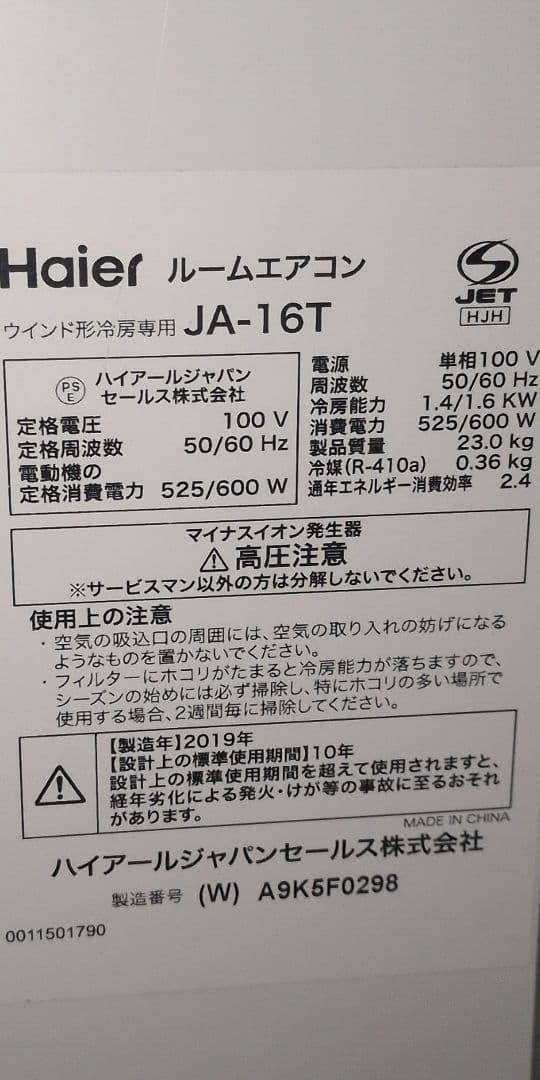 Haier ルームエアコン
JET
HJH
ウインド形冷房専用 JA-16T
PS
E
ハイアールジャパン
セールス株式会社
定格電圧 100 V
定格周波数 50/60 Hz
電動機の
定格消費電力 525/600 W
電源 単相100 V
周波数 50/60 Hz
冷房能力 1.4/1.6 KW
消費電力 525/600 W
製品質量 23.0 kg
冷媒(R-410a) 0.36 kg
通年エネルギー消費効率 2.4
マイナスイオン発生器
高圧注意
※サービスマン以外の方は分解しないでください。
使用上の注意
・空気の吸込口の周囲には、空気の取り入れの妨げになる
ようなものを置かないでください。
・フィルターにホコリがたまると冷房能力が落ちますので、
シーズンの始めには必ず掃除し、特にホコリの多い場所で
使用する場合、2週間毎に掃除してください。
【製造年】2019年
【設計上の標準使用期間】10年
設計上の標準使用期間を超えて使用されますと、
経年劣化による発火・けが等の事故に至るおそれ
があります。
MADE IN CHINA
ハイアールジャパンセールス株式会社
製造番号 (W) A9K5F0298
0011501790